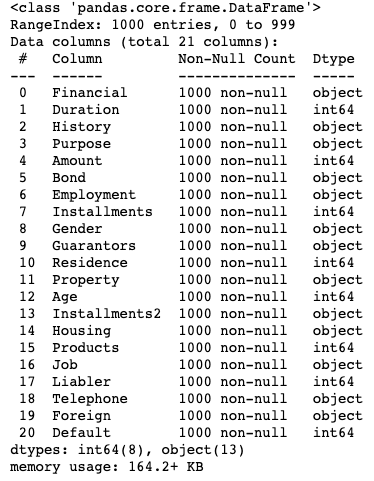 <class 'pandas.core.frame.DataFrame'>
RangeIndex: 1000 entries, 0 to 999
Data columns (total 21 columns):
 #   Column        Non-Null Count  Dtype
---  ------        --------------  -----
 0   Financial     1000 non-null   object
 1   Duration      1000 non-null   int64
 2   History       1000 non-null   object
 3   Purpose       1000 non-null   object
 4   Amount        1000 non-null   int64
 5   Bond          1000 non-null   object
 6   Employment    1000 non-null   object
 7   Installments  1000 non-null   int64
 8   Gender        1000 non-null   object
 9   Guarantors    1000 non-null   object
 10  Residence     1000 non-null   int64
 11  Property      1000 non-null   object
 12  Age           1000 non-null   int64
 13  Installments2 1000 non-null   object
 14  Housing       1000 non-null   object
 15  Products      1000 non-null   int64
 16  Job           1000 non-null   object
 17  Liabler       1000 non-null   int64
 18  Telephone     1000 non-null   object
 19  Foreign       1000 non-null   object
 20  Default       1000 non-null   int64
dtypes: int64(8), object(13)
memory usage: 164.2+ KB